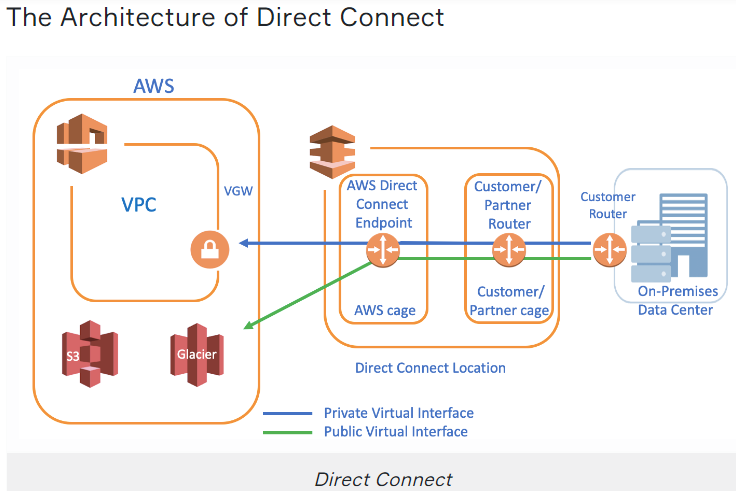 The Architecture of Direct Connect
AWS
VPC
VGW
S3
Glacier
AWS Direct
Connect
Endpoint
AWS cage
Customer/
Partner
Router
Customer/
Partner cage
Direct Connect Location
Customer
Router
On-Premises
Data Center
Private Virtual Interface
Public Virtual Interface
Direct Connect